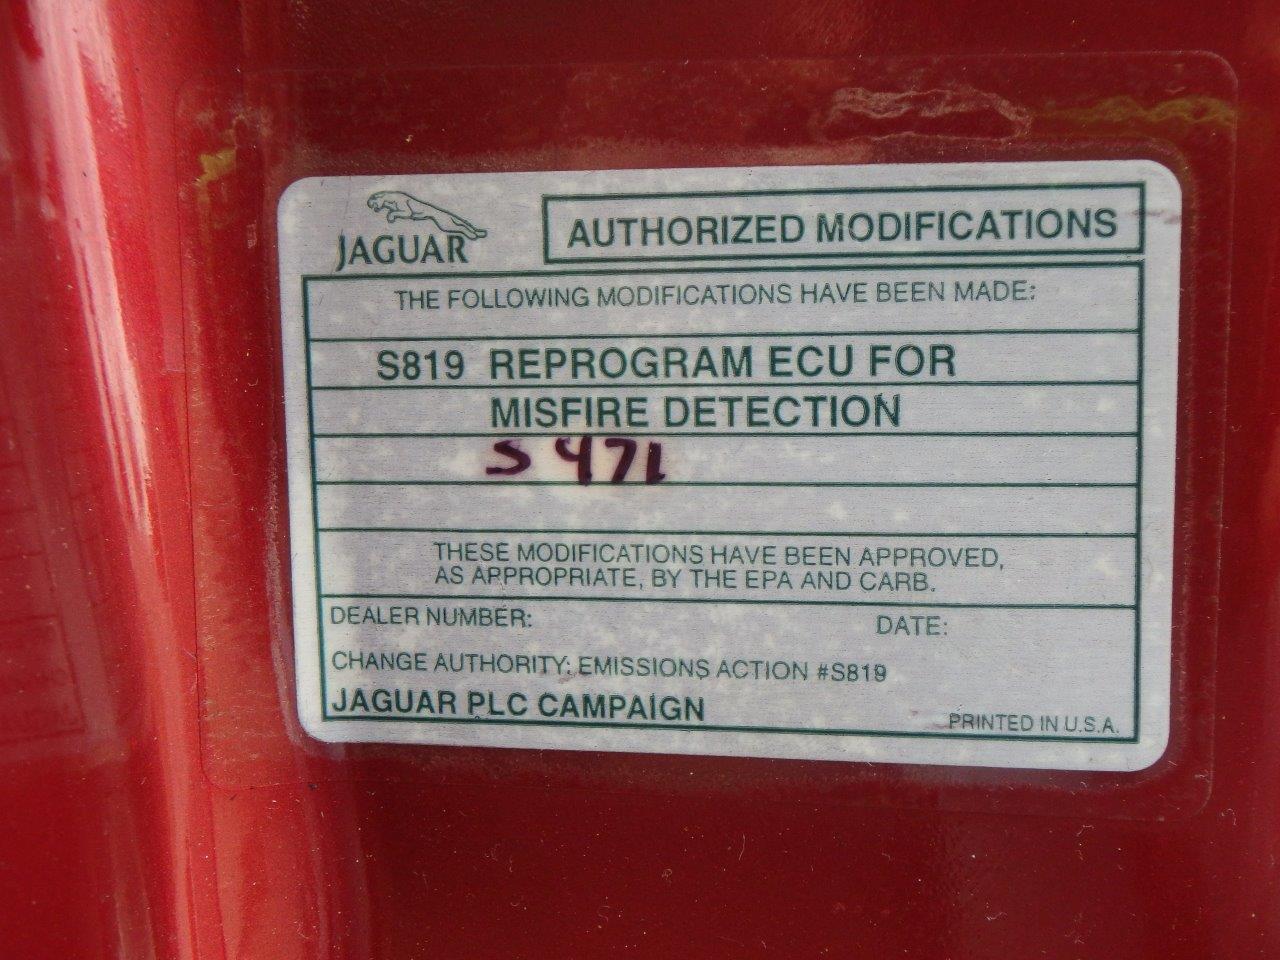 JAGUAR
AUTHORIZED MODIFICATIONS
THE FOLLOWING MODIFICATIONS HAVE BEEN MADE:
S819 REPROGRAM ECU FOR
MISFIRE DETECTION
S 471
THESE MODIFICATIONS HAVE BEEN APPROVED,
AS APPROPRIATE, BY THE EPA AND CARB.
DEALER NUMBER: DATE:
CHANGE AUTHORITY: EMISSIONS ACTION #S819
JAGUAR PLC CAMPAIGN
PRINTED IN U.S.A.